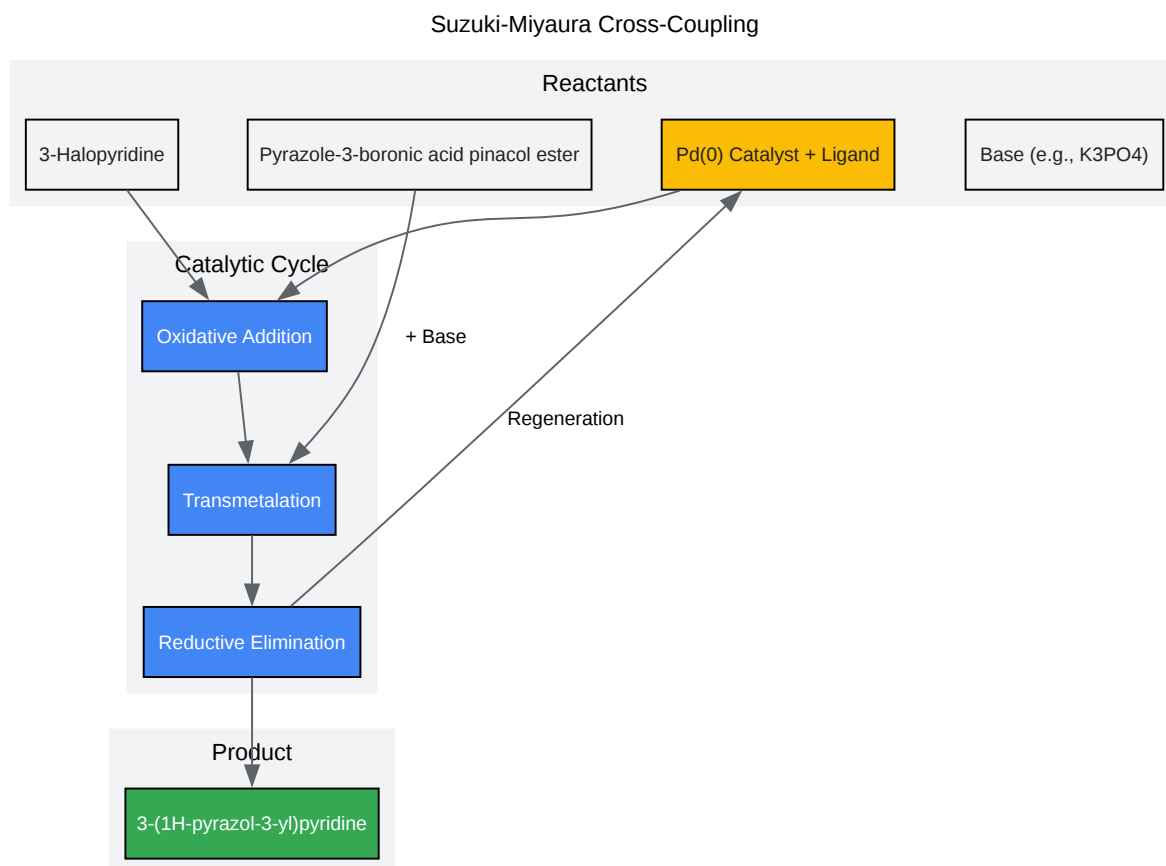 Suzuki-Miyaura Cross-Coupling
Reactants
3-Halopyridine
Pyrazole-3-boronic acid pinacol ester
Pd(0) Catalyst + Ligand
Base (e.g., K3PO4)
Catalytic Cycle
Oxidative Addition
+ Base
Regeneration
Transmetalation
Reductive Elimination
Product
3-(1H-pyrazol-3-yl)pyridine